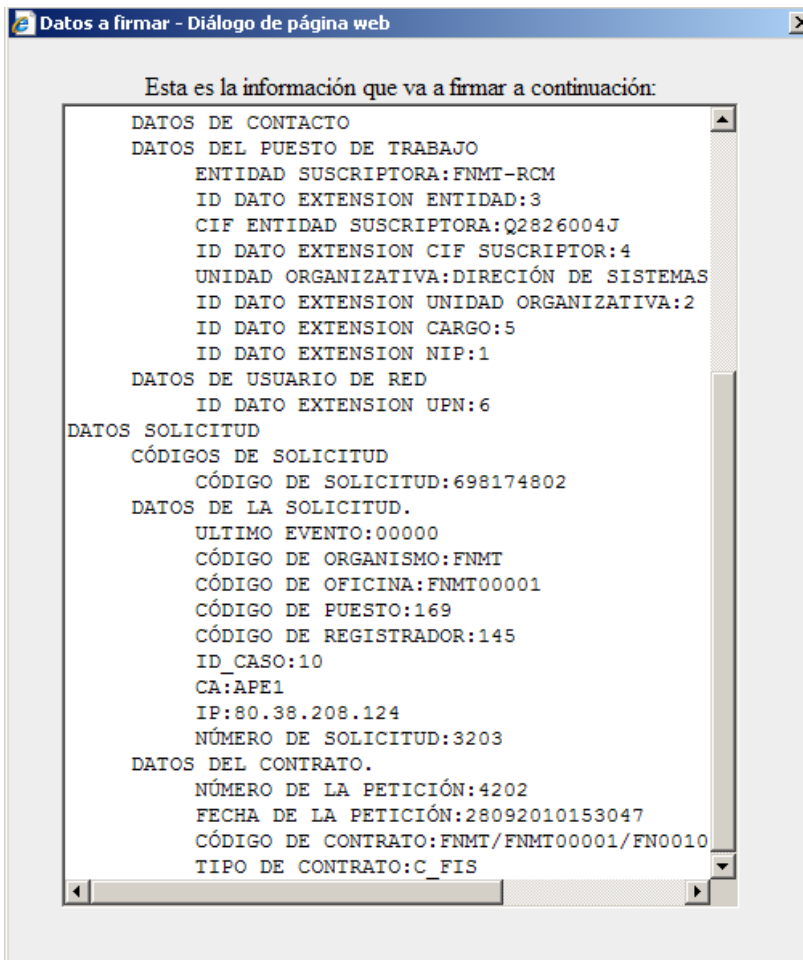 Datos a firmar - Diálogo de página web
Esta es la información que va a firmar a continuación:
DATOS DE CONTACTO
DATOS DEL PUESTO DE TRABAJO
ENTIDAD SUSCRIPTORA:FNMT-RCM
ID DATO EXTENSION ENTIDAD:3
CIF ENTIDAD SUSCRIPTORA:Q2826004J
ID DATO EXTENSION CIF SUSCRIPTOR:4
UNIDAD ORGANIZATIVA:DIRECIÓN DE SISTEMAS
ID DATO EXTENSION UNIDAD ORGANIZATIVA:2
ID DATO EXTENSION CARGO:5
ID DATO EXTENSION NIP:1
DATOS DE USUARIO DE RED
ID DATO EXTENSION UPN:6
DATOS SOLICITUD
CÓDIGOS DE SOLICITUD
CÓDIGO DE SOLICITUD:698174802
DATOS DE LA SOLICITUD.
ULTIMO EVENTO:00000
CÓDIGO DE ORGANISMO:FNMT
CÓDIGO DE OFICINA:FNMT00001
CÓDIGO DE PUESTO:169
CÓDIGO DE REGISTRADOR:145
ID_CASO:10
CA:APE1
IP:80.38.208.124
NÚMERO DE SOLICITUD:3203
DATOS DEL CONTRATO.
NÚMERO DE LA PETICIÓN:4202
FECHA DE LA PETICIÓN:28092010153047
CÓDIGO DE CONTRATO:FNMT/FNMT00001/FN0010
TIPO DE CONTRATO:C_FIS